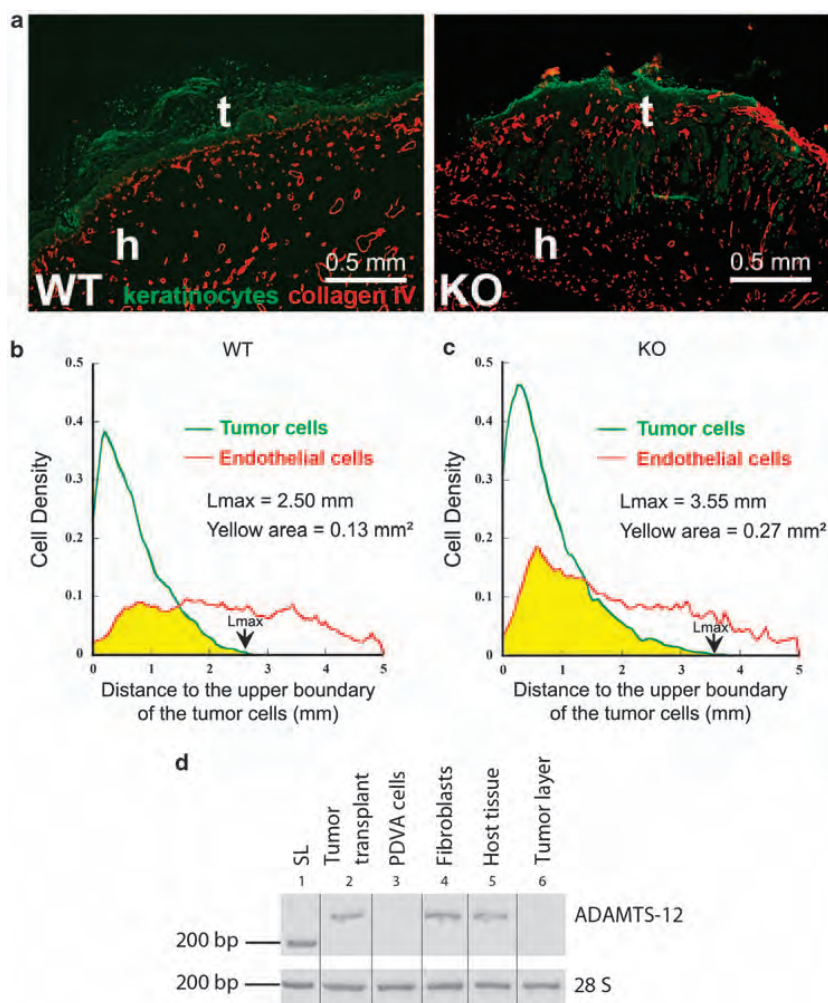 a
t
h
0.5 mm
WT keratinocytes collagen IV
t
h
0.5 mm
KO
b
WT
0.5
0.4
0.3
0.2
0.1
0
Cell Density
Tumor cells
Endothelial cells
Lmax = 2.50 mm
Yellow area = 0.13 mm²
Lmax
0 1 2 3 4 5
Distance to the upper boundary
of the tumor cells (mm)
c
KO
0.5
0.4
0.3
0.2
0.1
0
Cell Density
Tumor cells
Endothelial cells
Lmax = 3.55 mm
Yellow area = 0.27 mm²
Lmax
0 1 2 3 4 5
Distance to the upper boundary
of the tumor cells (mm)
d
SL
Tumor
transplant
PDVA cells
Fibroblasts
Host tissue
Tumor layer
1 2 3 4 5 6
ADAMTS-12
200 bp
200 bp
28 S